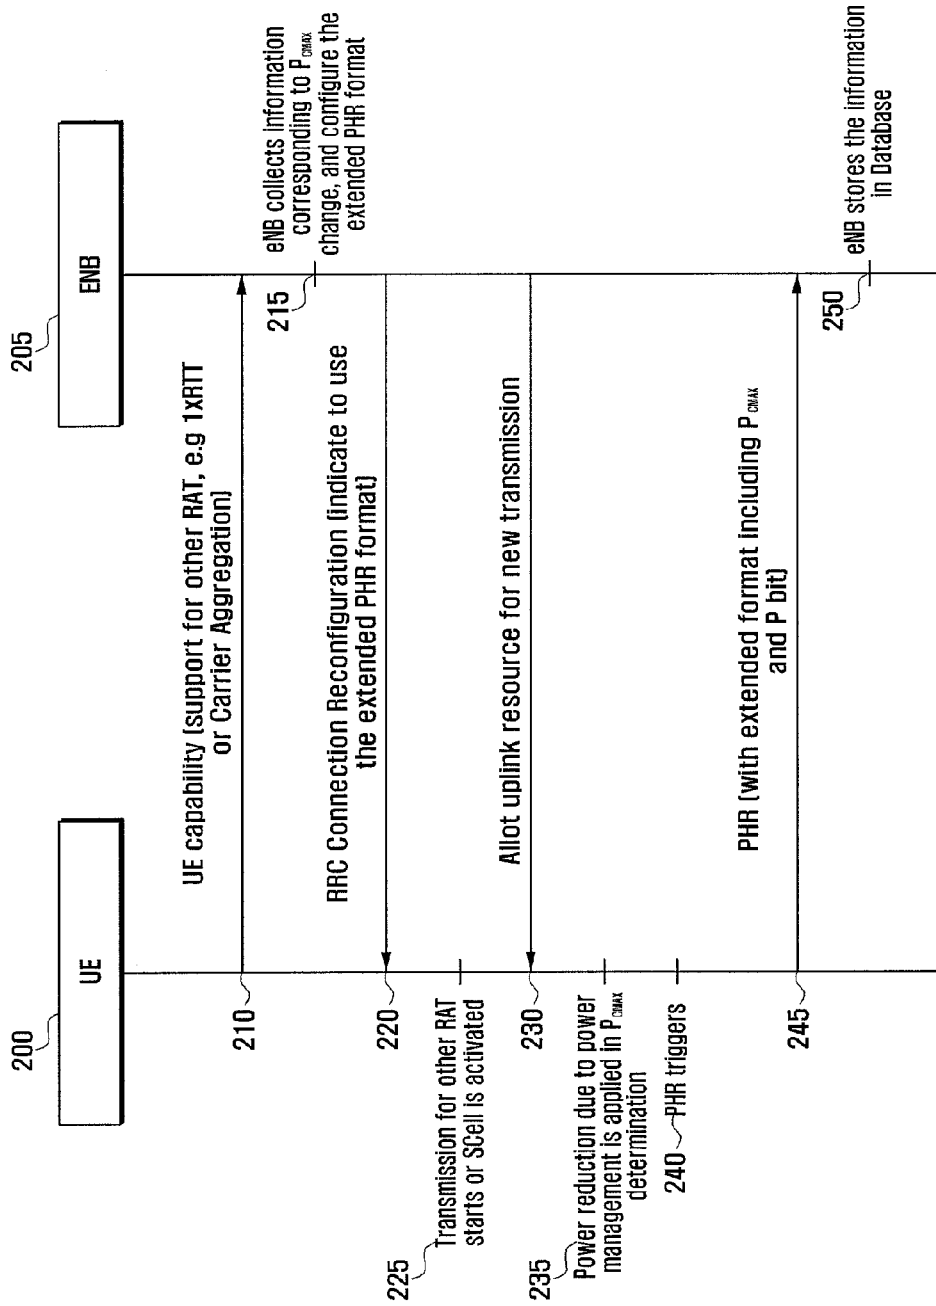 200
UE
205
ENB
210
UE capability (support for other RAT, e.g 1xRTT
or Carrier Aggregation)
215
eNB collects information
corresponding to PCMAX
change, and configure the
extended PHR format
220
RRC Connection Reconfiguration (indicate to use
the extended PHR format)
225
Transmission for other RAT
starts or SCell is activated
230
Allot uplink resource for new transmission
235
Power reduction due to power
management is applied in PCMAX
determination
240
PHR triggers
245
PHR (with extended format including PCMAX
and P bit)
250
eNB stores the information
in Database